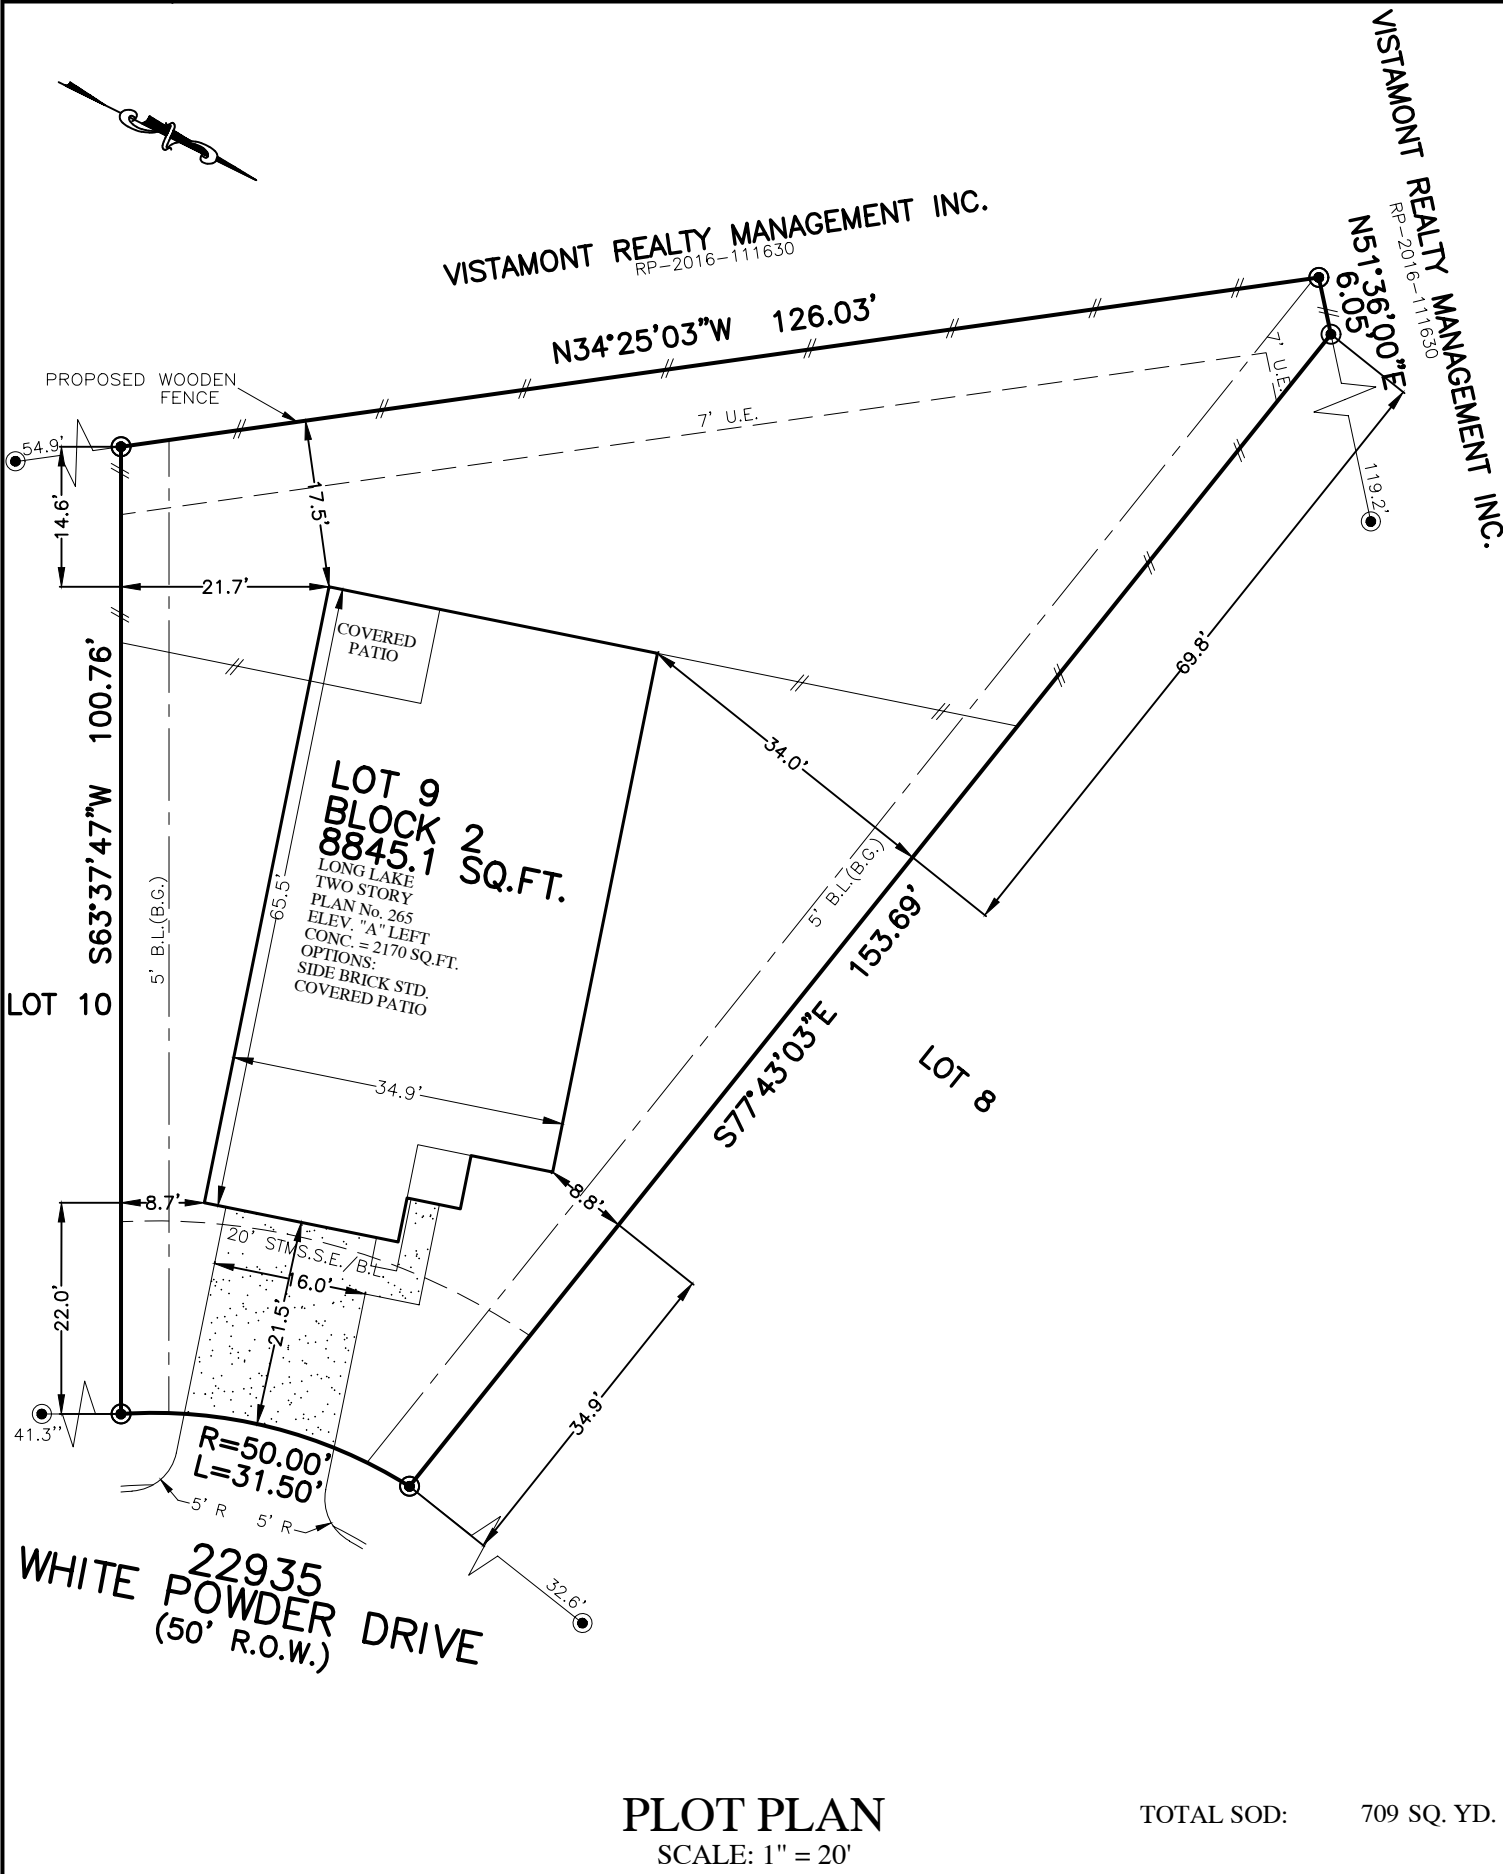 VISTAMONT REALTY MANAGEMENT INC.
RP-2016-111630
VISTAMONT REALTY MANAGEMENT INC.
RP-2016-111630
N51°36'00"E
6.05'
N34°25'03"W 126.03'
PROPOSED WOODEN
FENCE
7' U.E.
7' U.E.
54.9'
14.6'
17.5'
21.7'
119.2'
COVERED
PATIO
69.8'
S63°37'47"W 100.76'
34.0'
LOT 9
BLOCK 2
8845.1 SQ.FT.
LONG LAKE
TWO STORY
PLAN No. 265
ELEV. "A" LEFT
CONC. = 2170 SQ.FT.
OPTIONS:
SIDE BRICK STD.
COVERED PATIO
65.5'
5' B.L.(B.G.)
5' B.L.(B.G.)
S77°43'03"E 153.69'
LOT 10
LOT 8
34.9'
8.7'
8.8'
20' STMS.S.E./B.L.
16.0'
22.0'
21.5'
34.9'
41.3''
R=50.00'
L=31.50'
5' R
5' R
32.6'
22935
WHITE POWDER DRIVE
(50' R.O.W.)
PLOT PLAN
SCALE: 1" = 20'
TOTAL SOD: 709 SQ. YD.